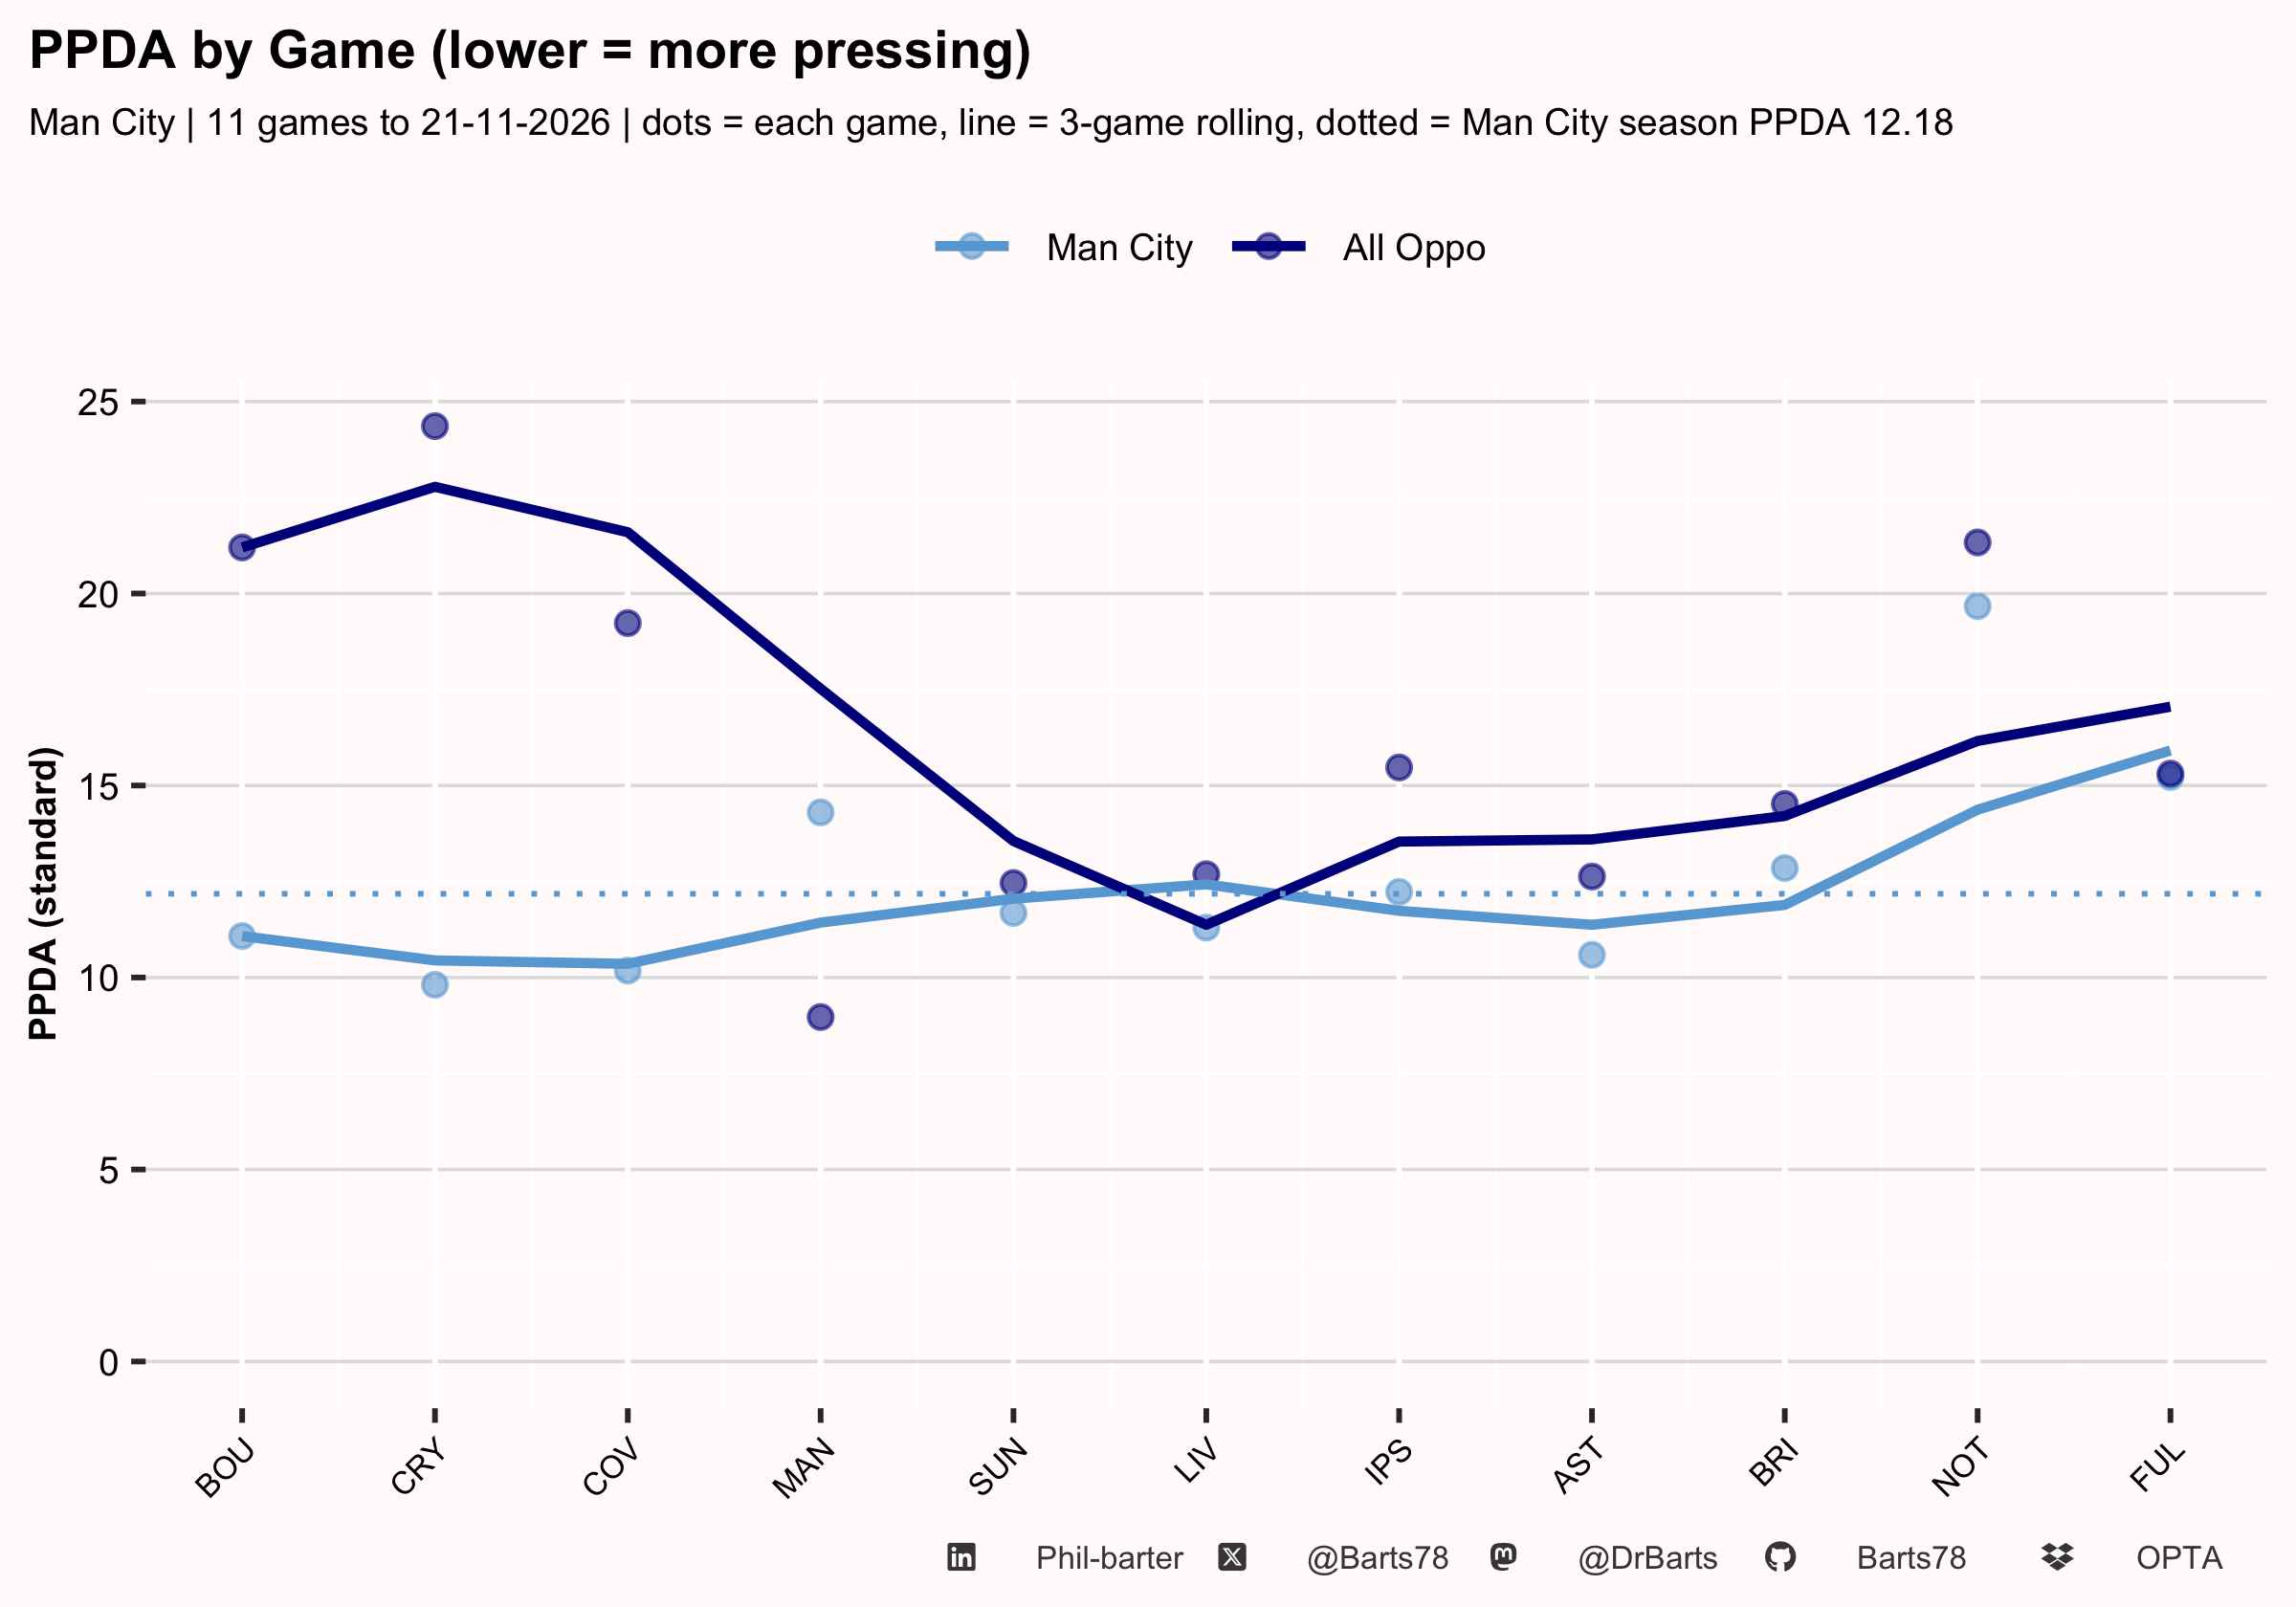 PPDA by Game (lower = more pressing)
Man City | 11 games to 21-11-2026 | dots = each game, line = 3-game rolling, dotted = Man City season PPDA 12.18
Man City All Oppo
PPDA (standard)
25
20
15
10
5
0
BOU CRY COV MAN SUN LIV IPS AST BRI NOT FUL
Phil-barter @Barts78 @DrBarts Barts78 OPTA